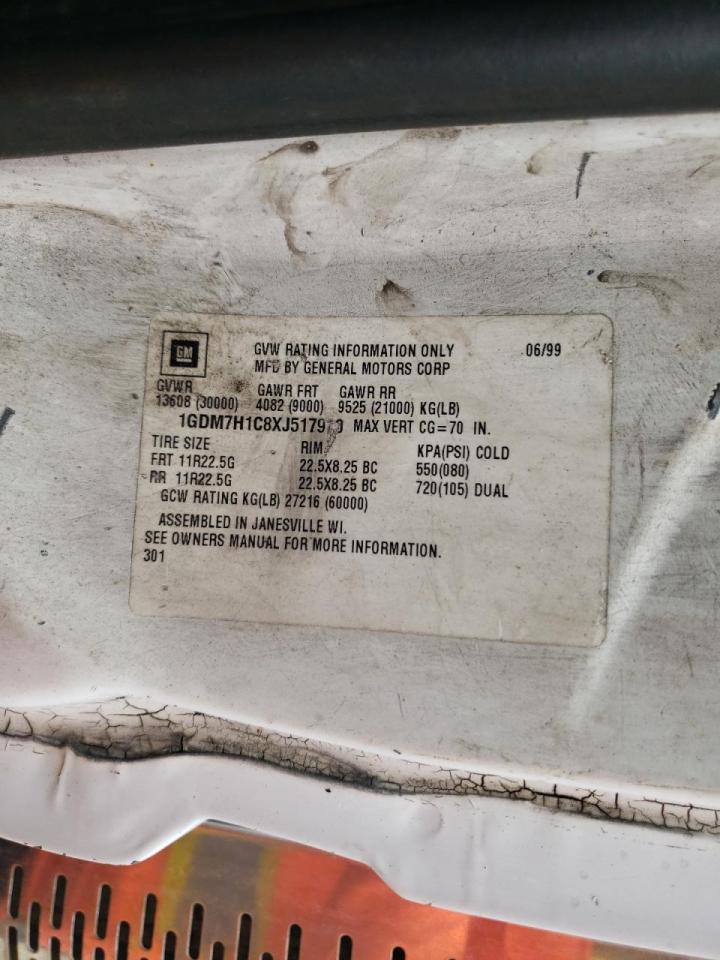 GM
GVW RATING INFORMATION ONLY 06/99
MFD BY GENERAL MOTORS CORP
GVWR GAWR FRT GAWR RR
13608 (30000) 4082 (9000) 9525 (21000) KG(LB)
MAX VERT CG=70 IN.
TIRE SIZE RIM KPA(PSI) COLD
FRT 11R22.5G 22.5X8.25 BC 550(080)
RR 11R22.5G 22.5X8.25 BC 720(105) DUAL
GCW RATING KG(LB) 27216 (60000)
ASSEMBLED IN JANESVILLE WI.
SEE OWNERS MANUAL FOR MORE INFORMATION.
301